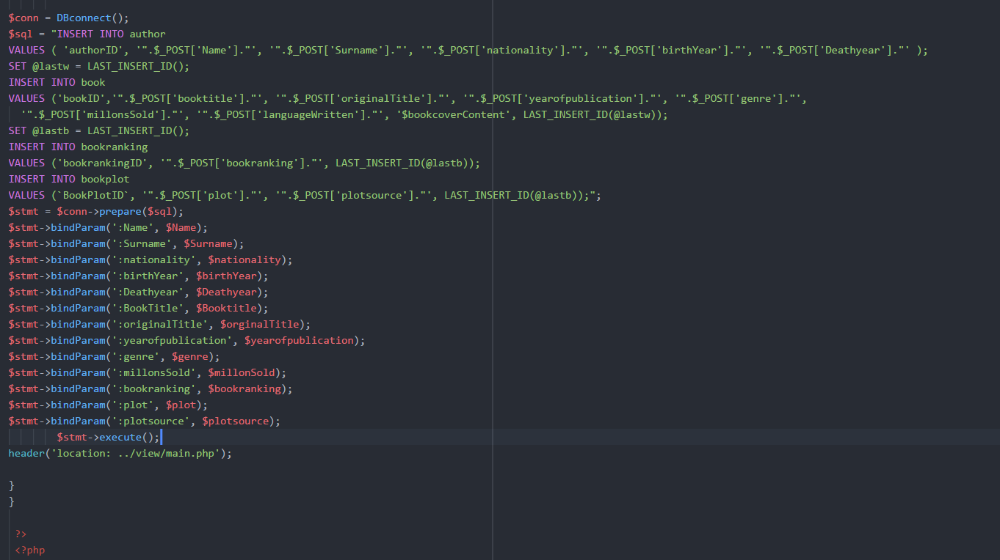 $conn = DBconnect();
$sql = "INSERT INTO author
VALUES ( 'authorID', '".$_POST['Name']."', '".$_POST['Surname']."', '".$_POST['nationality']."', '".$_POST['birthYear']."', '".$_POST['Deathyear']."' );
SET @lastw = LAST_INSERT_ID();
INSERT INTO book
VALUES ('bookID','".$_POST['booktitle']."', '".$_POST['originalTitle']."', '".$_POST['yearofpublication']."', '".$_POST['genre']."',
'".$_POST['millonsSold']."', '".$_POST['languageWritten']."', '$bookcoverContent', LAST_INSERT_ID(@lastw));
SET @lastb = LAST_INSERT_ID();
INSERT INTO bookranking
VALUES ('bookrankingID', '".$_POST['bookranking']."', LAST_INSERT_ID(@lastb));
INSERT INTO bookplot
VALUES (`BookPlotID`, '".$_POST['plot']."', '".$_POST['plotsource']."', LAST_INSERT_ID(@lastb));";
$stmt = $conn->prepare($sql);
$stmt->bindParam(':Name', $Name);
$stmt->bindParam(':Surname', $Surname);
$stmt->bindParam(':nationality', $nationality);
$stmt->bindParam(':birthYear', $birthYear);
$stmt->bindParam(':Deathyear', $Deathyear);
$stmt->bindParam(':BookTitle', $Booktitle);
$stmt->bindParam(':originalTitle', $orginalTitle);
$stmt->bindParam(':yearofpublication', $yearofpublication);
$stmt->bindParam(':genre', $genre);
$stmt->bindParam(':millonsSold', $millonSold);
$stmt->bindParam(':bookranking', $bookranking);
$stmt->bindParam(':plot', $plot);
$stmt->bindParam(':plotsource', $plotsource);
$stmt->execute();
header('location: ../view/main.php');
}
}
?>
<?php